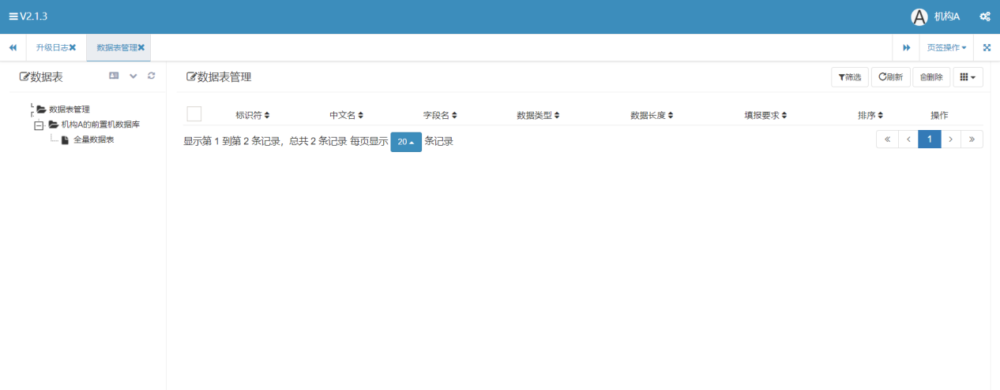 V2.1.3
机构A
升级日志
数据表管理
页签操作
数据表
数据表管理
筛选
刷新
删除
数据表管理
机构A的前置机数据库
全量数据表
标识符 中文名 字段名 数据类型 数据长度 填报要求 排序 操作
显示第 1 到第 2 条记录，总共 2 条记录 每页显示 20 条记录
« ‹ 1 › »